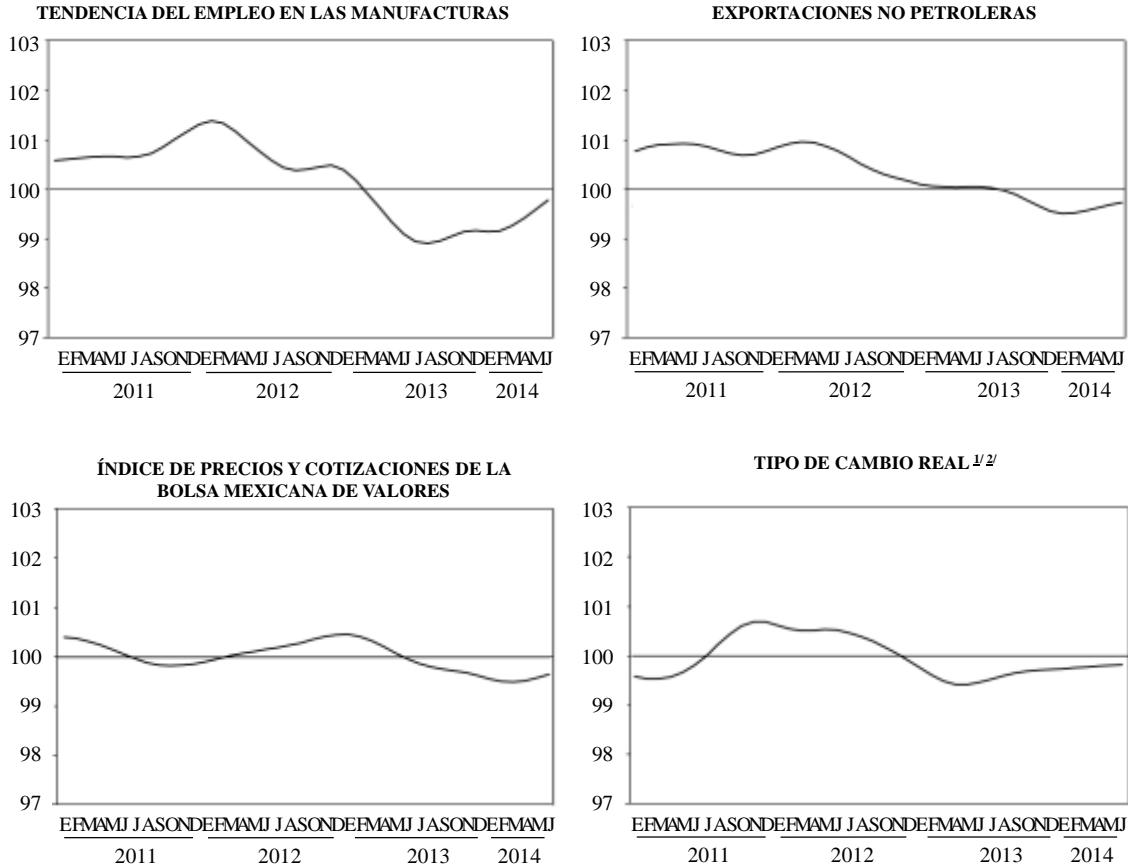 TENDENCIA DEL EMPLEO EN LAS MANUFACTURAS
103
102
101
100
99
98
97
EFMAMJ JASONDEFMAMJ JASONDEFMAMJ JASONDEFMAMJ
2011 2012 2013 2014
EXPORTACIONES NO PETROLERAS
103
102
101
100
99
98
97
EFMAMJ JASONDEFMAMJ JASONDEFMAMJ JASONDEFMAMJ
2011 2012 2013 2014
ÍNDICE DE PRECIOS Y COTIZACIONES DE LA
BOLSA MEXICANA DE VALORES
103
102
101
100
99
98
97
EFMAMJ JASONDEFMAMJ JASONDEFMAMJ JASONDEFMAMJ
2011 2012 2013 2014
TIPO DE CAMBIO REAL 1/ 2/
103
102
101
100
99
98
97
EFMAMJ JASONDEFMAMJ JASONDEFMAMJ JASONDEFMAMJ
2011 2012 2013 2014